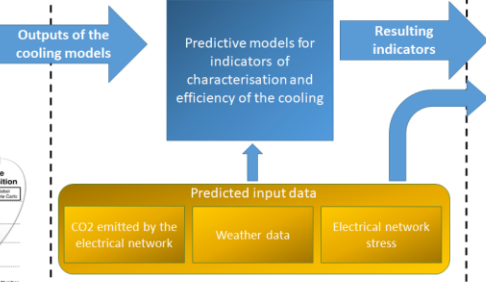 Outputs of the
cooling models
Predictive models for
indicators of
characterisation and
efficiency of the cooling
Resulting
indicators
Predicted input data
CO2 emitted by the
electrical network
Weather data
Electrical network
stress